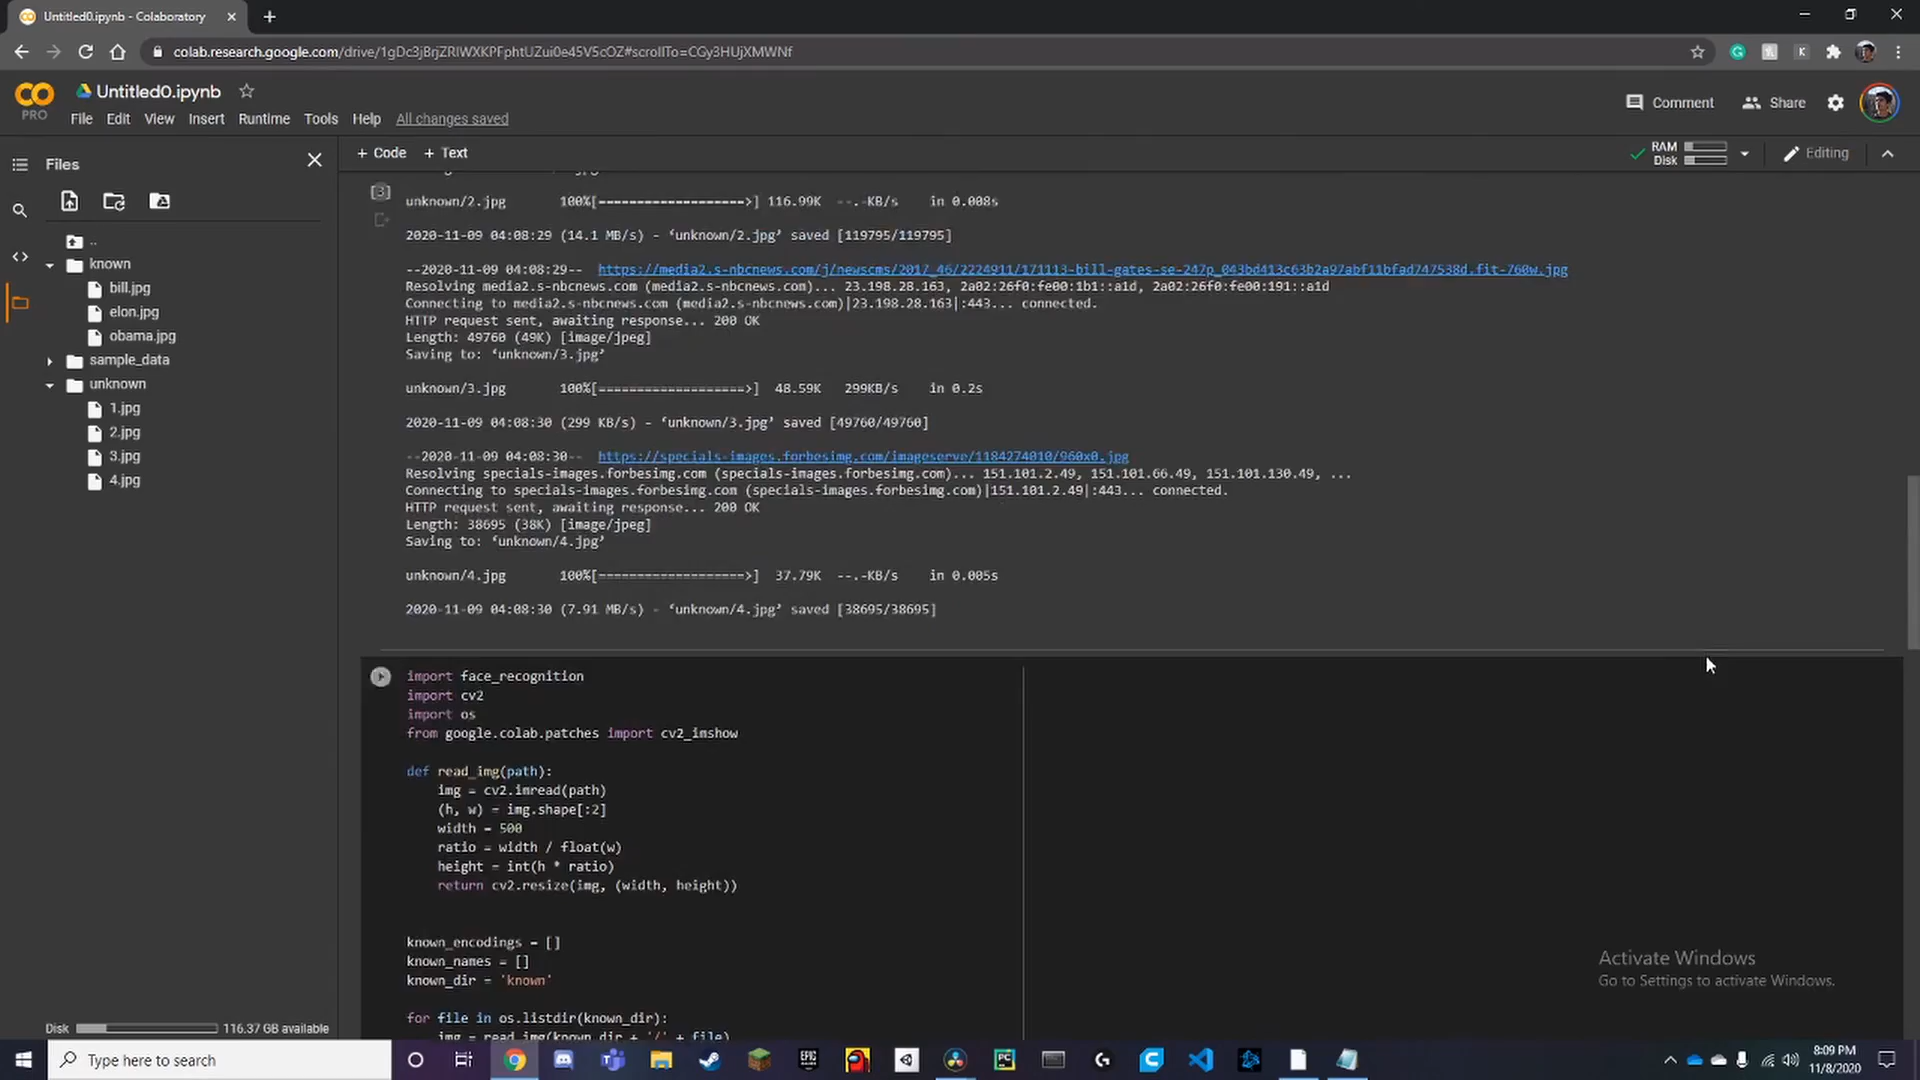 Untitled0.ipynb - Colaboratory
colab.research.google.com/drive/1gDc3jBrjZRlWXKPFphtUZui0e45V5cOZ#scrollTo=CGy3HUjXMWNf
PRO
Untitled0.ipynb
File Edit View Insert Runtime Tools Help All changes saved
Comment Share
Files
+ Code + Text
RAM
Disk
Editing
..
known
bill.jpg
elon.jpg
obama.jpg
sample_data
unknown
1.jpg
2.jpg
3.jpg
4.jpg
Disk 116.37 GB available
[3]
unknown/2.jpg 100%[------------------->] 116.99K --.-KB/s in 0.008s
2020-11-09 04:08:29 (14.1 MB/s) - ‘unknown/2.jpg’ saved [119795/119795]
--2020-11-09 04:08:29-- https://media2.s-nbcnews.com/j/newscms/2017_46/2224911/171113-bill-gates-se-247p_043bd413c63b2a97abf11bfad747538d.fit-760w.jpg
Resolving media2.s-nbcnews.com (media2.s-nbcnews.com)... 23.198.28.163, 2a02:26f0:fe00:1b1::a1d, 2a02:26f0:fe00:191::a1d
Connecting to media2.s-nbcnews.com (media2.s-nbcnews.com)|23.198.28.163|:443... connected.
HTTP request sent, awaiting response... 200 OK
Length: 49760 (49K) [image/jpeg]
Saving to: ‘unknown/3.jpg’
unknown/3.jpg 100%[------------------->] 48.59K 299KB/s in 0.2s
2020-11-09 04:08:30 (299 KB/s) - ‘unknown/3.jpg’ saved [49760/49760]
--2020-11-09 04:08:30-- https://specials-images.forbesimg.com/imageserve/1184274010/960x0.jpg
Resolving specials-images.forbesimg.com (specials-images.forbesimg.com)... 151.101.2.49, 151.101.66.49, 151.101.130.49, ...
Connecting to specials-images.forbesimg.com (specials-images.forbesimg.com)|151.101.2.49|:443... connected.
HTTP request sent, awaiting response... 200 OK
Length: 38695 (38K) [image/jpeg]
Saving to: ‘unknown/4.jpg’
unknown/4.jpg 100%[------------------->] 37.79K --.-KB/s in 0.005s
2020-11-09 04:08:30 (7.91 MB/s) - ‘unknown/4.jpg’ saved [38695/38695]
import face_recognition
import cv2
import os
from google.colab.patches import cv2_imshow
def read_img(path):
img = cv2.imread(path)
(h, w) = img.shape[:2]
width = 500
ratio = width / float(w)
height = int(h * ratio)
return cv2.resize(img, (width, height))
known_encodings = []
known_names = []
known_dir = 'known'
for file in os.listdir(known_dir):
img = read_img(known_dir + '/' + file)
Activate Windows
Go to Settings to activate Windows.
Type here to search
8:09 PM
11/8/2020